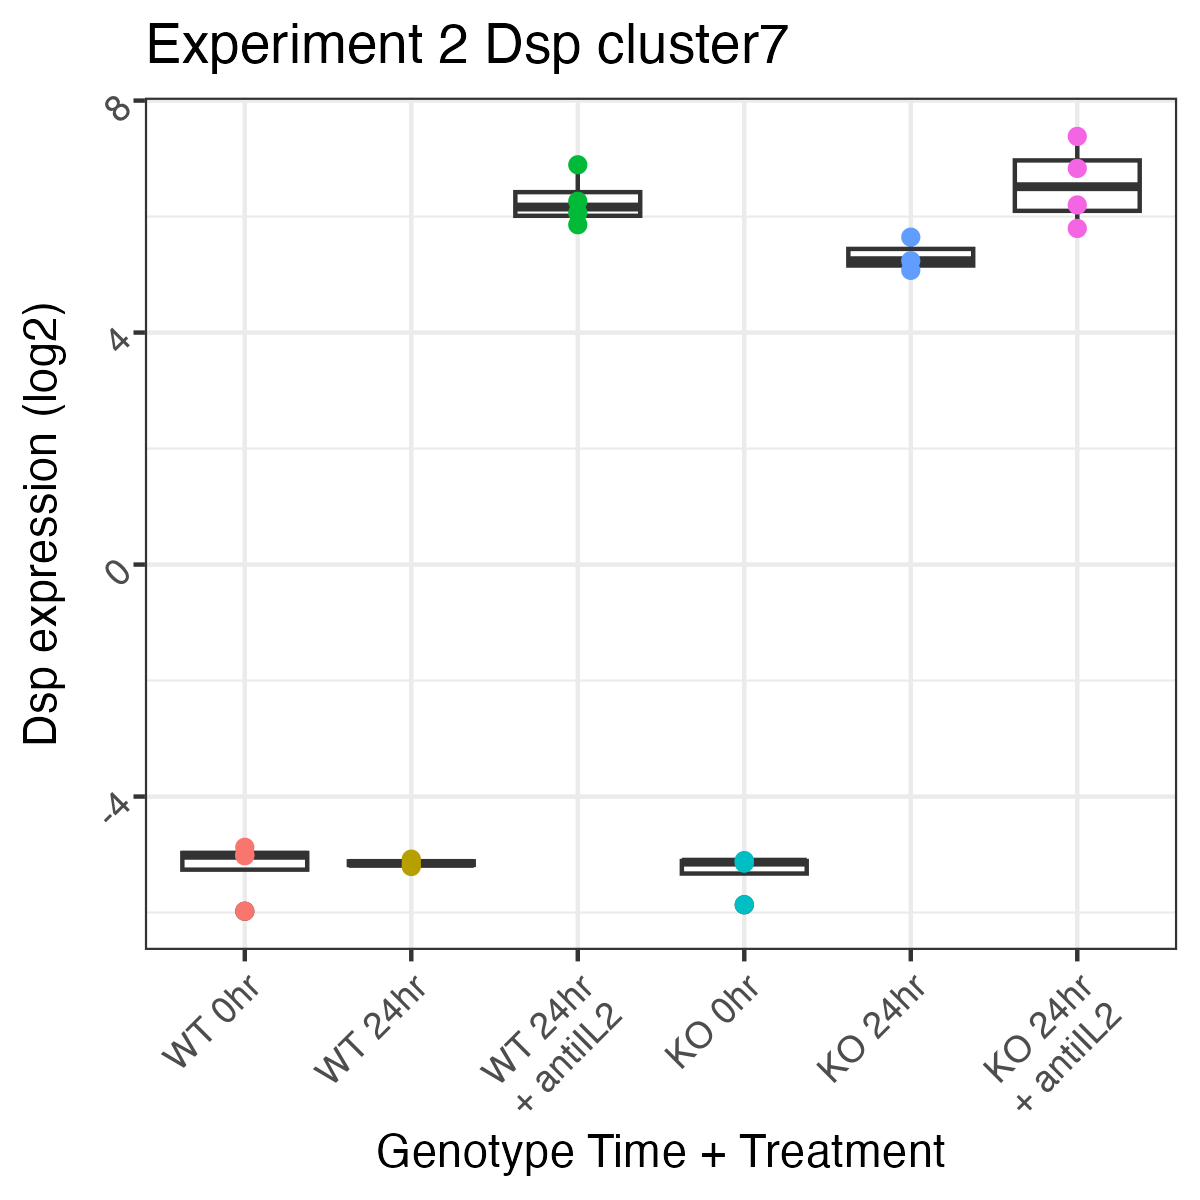 Experiment 2 Dsp cluster7
Dsp expression (log2)
8
4
0
-4
WT 0hr
WT 24hr
WT 24hr
+ antiIL2
KO 0hr
KO 24hr
KO 24hr
+ antiIL2
Genotype Time + Treatment